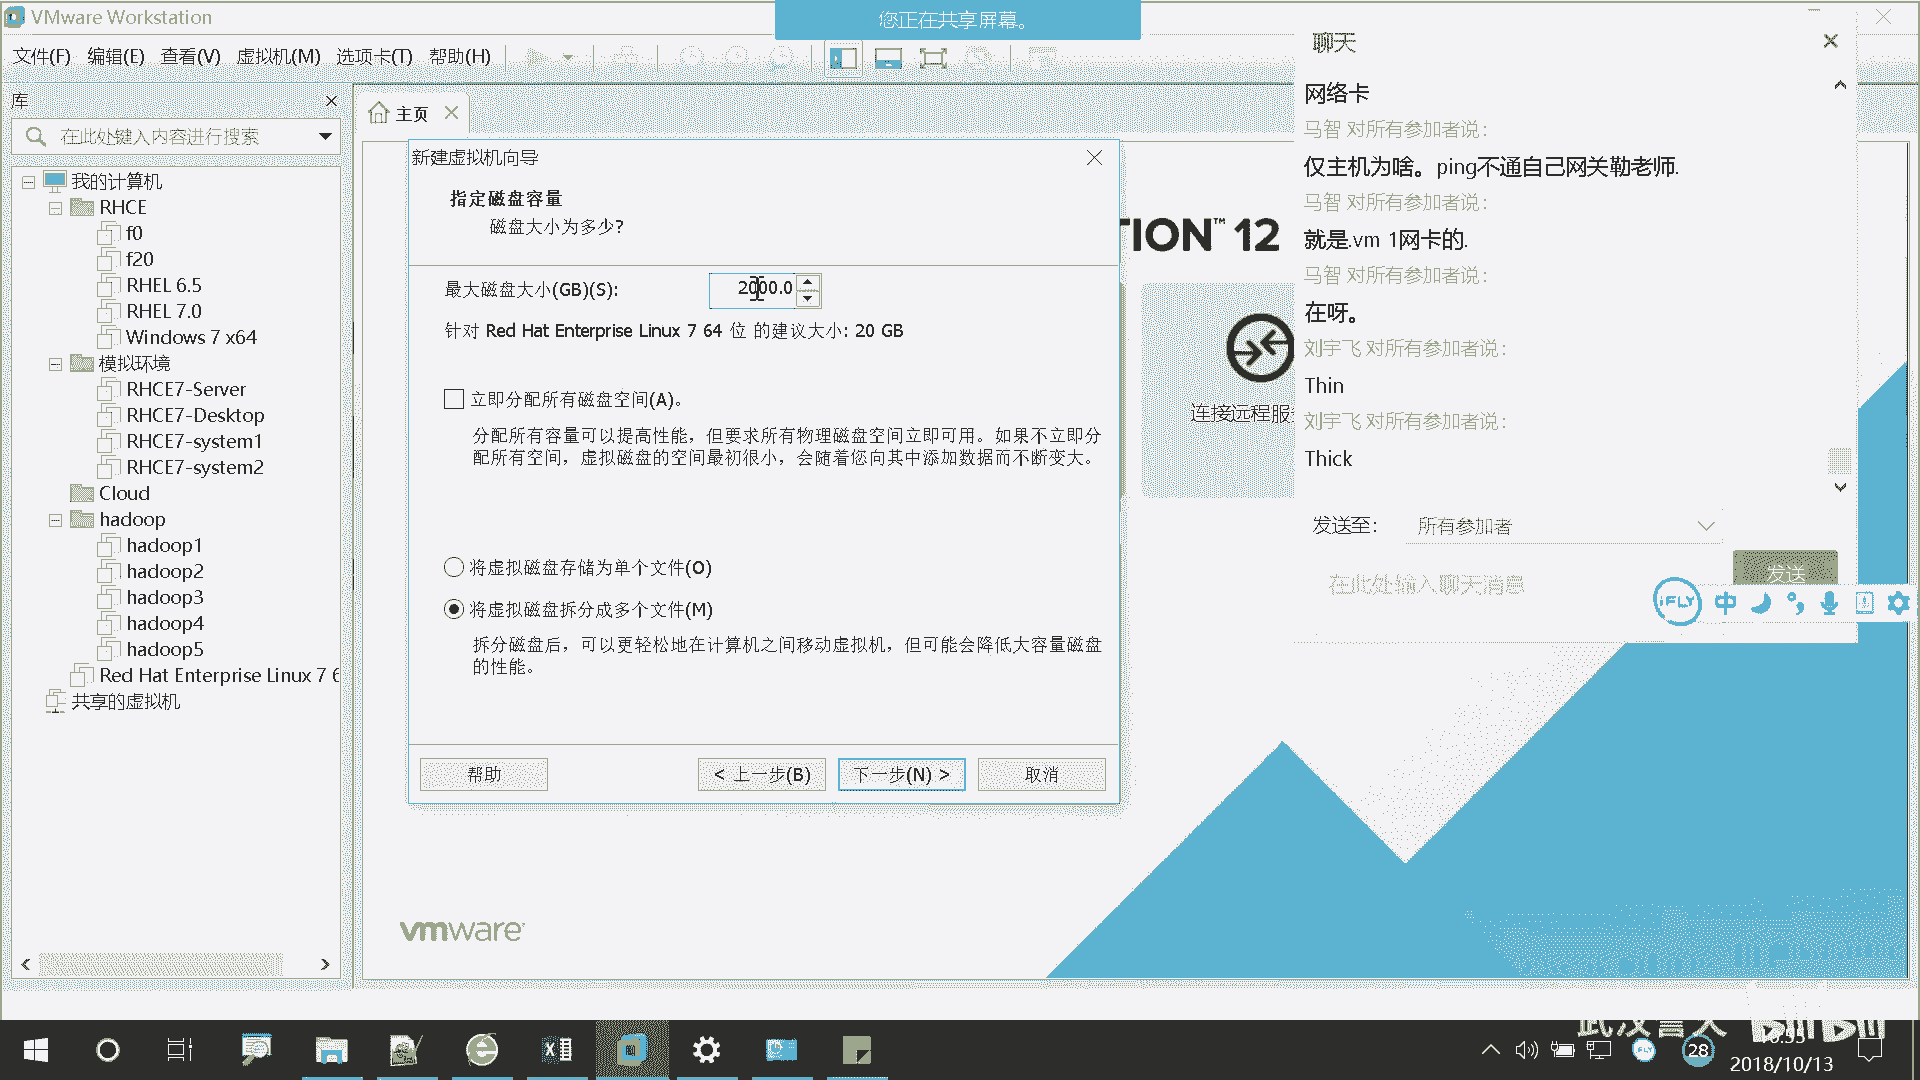 VMware Workstation
您正在共享屏幕。
文件(F) 编辑(E) 查看(V) 虚拟机(M) 选项卡(T) 帮助(H)
库
在此处键入内容进行搜索
我的计算机
RHCE
f0
f20
RHEL 6.5
RHEL 7.0
Windows 7 x64
模拟环境
RHCE7-Server
RHCE7-Desktop
RHCE7-system1
RHCE7-system2
Cloud
hadoop
hadoop1
hadoop2
hadoop3
hadoop4
hadoop5
Red Hat Enterprise Linux 7 6
共享的虚拟机
主页
新建虚拟机向导
指定磁盘容量
磁盘大小为多少?
最大磁盘大小(GB)(S): 2000.0
针对 Red Hat Enterprise Linux 7 64 位 的建议大小: 20 GB
立即分配所有磁盘空间(A)。
分配所有容量可以提高性能，但要求所有物理磁盘空间立即可用。如果不立即分
配所有空间，虚拟磁盘的空间最初很小，会随着您向其中添加数据而不断变大。
将虚拟磁盘存储为单个文件(O)
将虚拟磁盘拆分成多个文件(M)
拆分磁盘后，可以更轻松地在计算机之间移动虚拟机，但可能会降低大容量磁盘
的性能。
帮助 < 上一步(B) 下一步(N) > 取消
TION™ 12
连接远程服
vmware
聊天
网络卡
马智 对所有参加者说:
仅主机为啥。ping不通自己网关勒老师.
马智 对所有参加者说:
就是.vm 1网卡的.
马智 对所有参加者说:
在呀。
刘宇飞 对所有参加者说:
Thin
刘宇飞 对所有参加者说:
Thick
发送至: 所有参加者
在此处输入聊天消息
发送
iFLY 中
28
2018/10/13